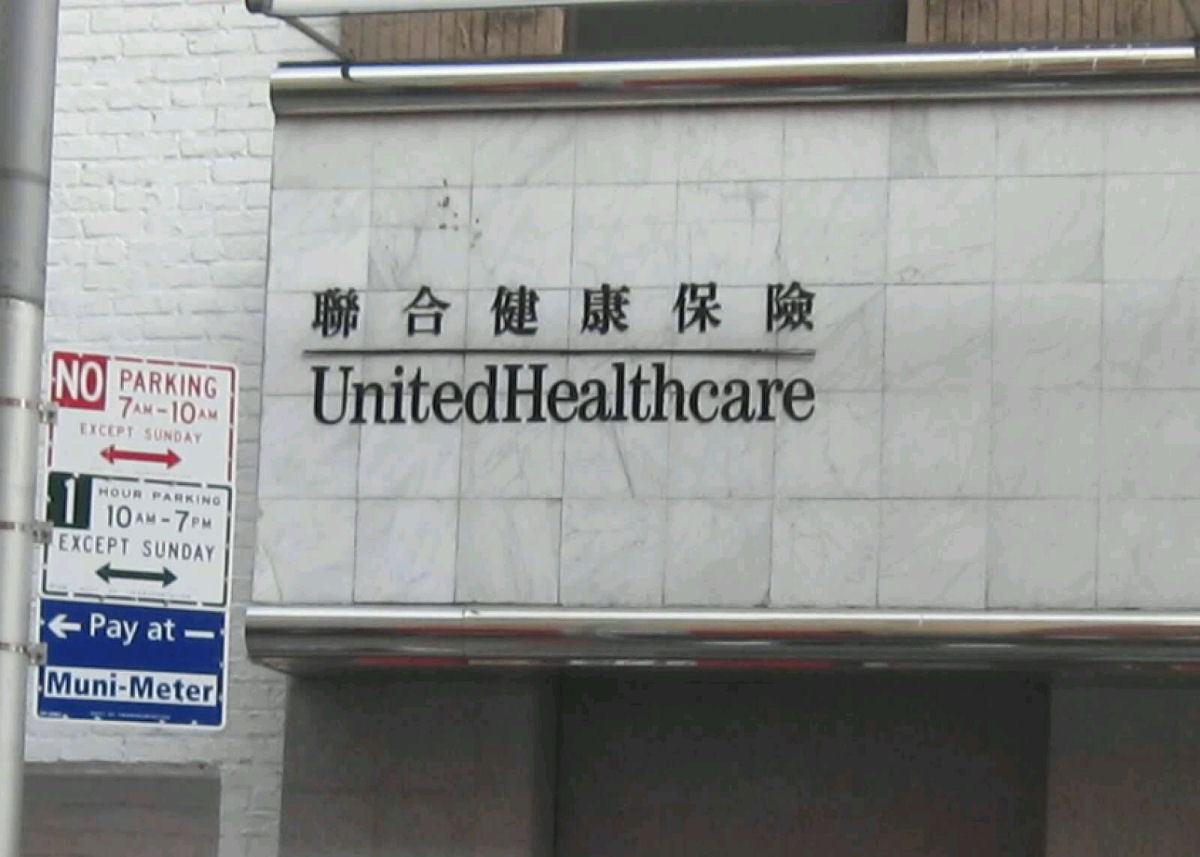 聯合健康保險
UnitedHealthcare
NO PARKING
7AM-10AM
EXCEPT SUNDAY
1 HOUR PARKING
10AM-7PM
EXCEPT SUNDAY
Pay at
Muni-Meter